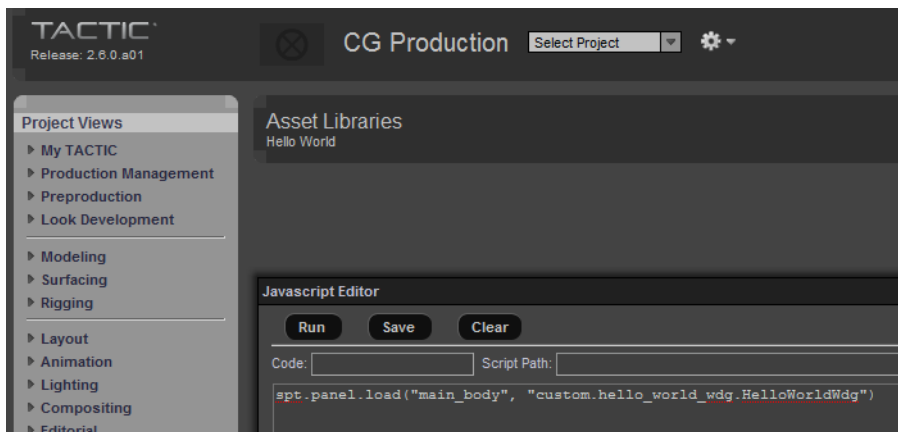 TACTIC
Release: 2.6.0.a01
CG Production
Select Project
Project Views
My TACTIC
Production Management
Preproduction
Look Development
Modeling
Surfacing
Rigging
Layout
Animation
Lighting
Compositing
Editorial
Asset Libraries
Hello World
Javascript Editor
Run Save Clear
Code: Script Path:
spt.panel.load("main_body", "custom.hello_world_wdg.HelloWorldWdg")